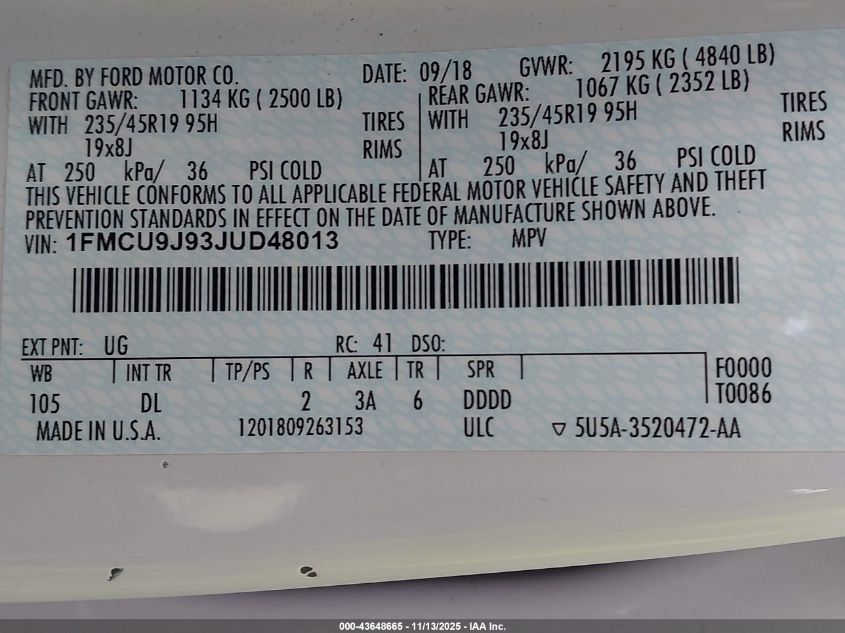 MFD. BY FORD MOTOR CO. DATE: 09/18 GVWR: 2195 KG ( 4840 LB)
FRONT GAWR: 1134 KG ( 2500 LB) REAR GAWR: 1067 KG ( 2352 LB)
WITH 235/45R19 95H TIRES WITH 235/45R19 95H TIRES
19x8J RIMS 19x8J RIMS
AT 250 kPa/ 36 PSI COLD AT 250 kPa/ 36 PSI COLD
THIS VEHICLE CONFORMS TO ALL APPLICABLE FEDERAL MOTOR VEHICLE SAFETY AND THEFT
PREVENTION STANDARDS IN EFFECT ON THE DATE OF MANUFACTURE SHOWN ABOVE.
VIN: 1FMCU9J93JUD48013 TYPE: MPV
EXT PNT: UG RC: 41 DSO:
WB INT TR TP/PS R AXLE TR SPR F0000
105 DL 2 3A 6 DDDD T0086
MADE IN U.S.A. 1201809263153 ULC ▽ 5U5A-3520472-AA
000-43648665 - 11/13/2025 - IAA Inc.